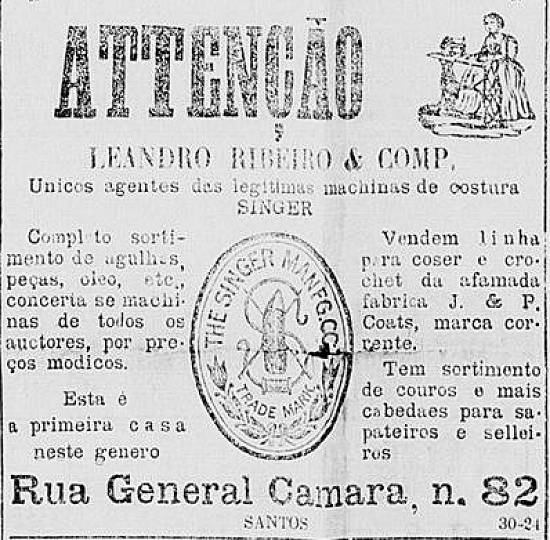 ATTENÇÃO
LEANDRO RIBEIRO & COMP.
Unicos agentes das legitimas machinas de costura
SINGER
Completo sorti-
mento de agulhas,
peças, oleo, etc.,
concerta se machi-
nas de todos os
auctores, por pre-
ços modicos.
Esta é
a primeira casa
neste genero
THE SINGER MANFG. CO.
TRADE MARK
Vendem linha
para coser e cro-
chet da afamada
fabrica J. & P.
Coats, marca cor-
rente.
Tem sortimento
de couros e mais
cabedaes para sa-
pateiros e sellei-
ros
Rua General Camara, n. 82
SANTOS
30-24